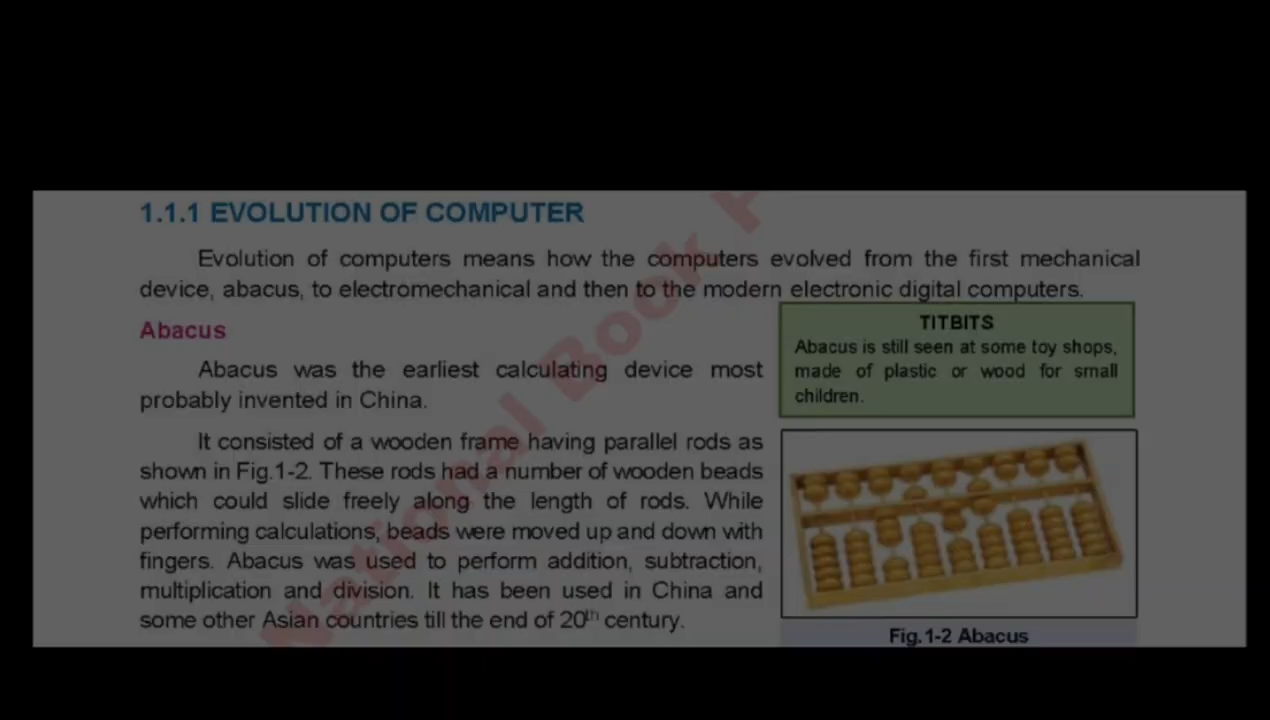 1.1.1 EVOLUTION OF COMPUTER
Evolution of computers means how the computers evolved from the first mechanical
device, abacus, to electromechanical and then to the modern electronic digital computers.
Abacus
Abacus was the earliest calculating device most
probably invented in China.
It consisted of a wooden frame having parallel rods as
shown in Fig.1-2. These rods had a number of wooden beads
which could slide freely along the length of rods. While
performing calculations, beads were moved up and down with
fingers. Abacus was used to perform addition, subtraction,
multiplication and division. It has been used in China and
some other Asian countries till the end of 20th century.
TITBITS
Abacus is still seen at some toy shops,
made of plastic or wood for small
children.
Fig.1-2 Abacus
National Book F